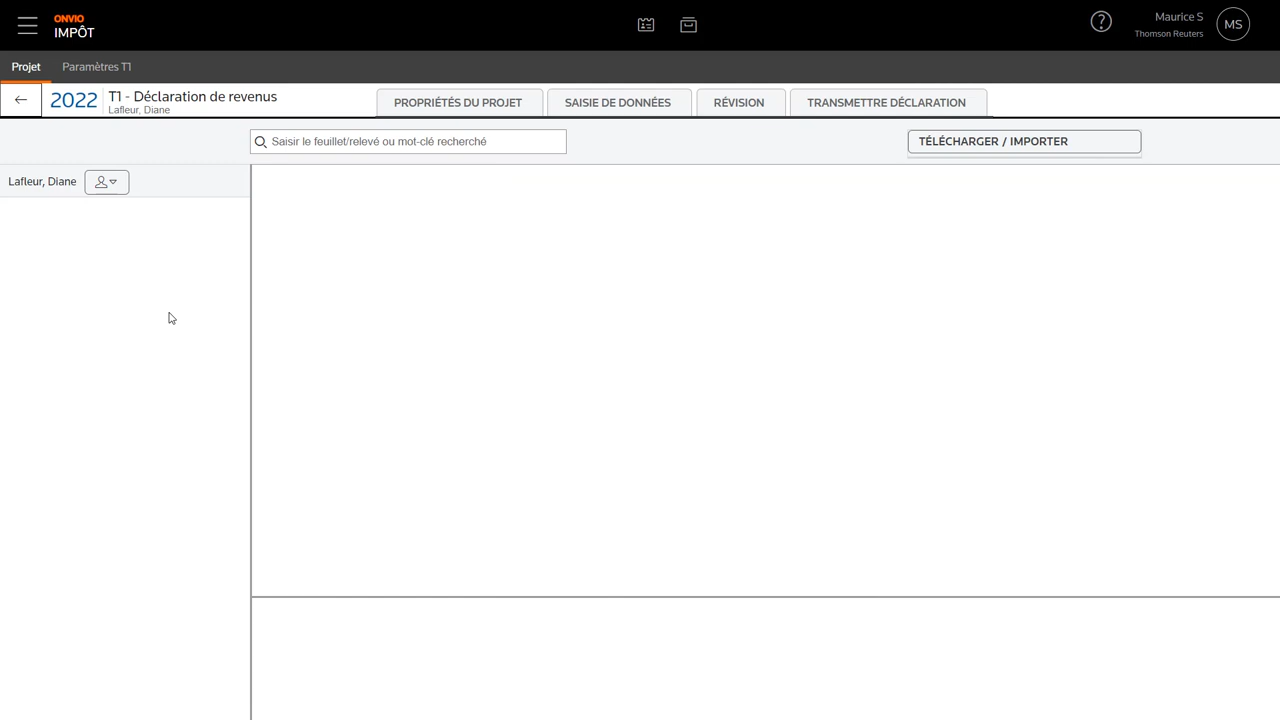 ONVIO
IMPÔT
Maurice S
Thomson Reuters
MS
Projet
Paramètres T1
2022
T1 - Déclaration de revenus
Lafleur, Diane
PROPRIÉTÉS DU PROJET
SAISIE DE DONNÉES
RÉVISION
TRANSMETTRE DÉCLARATION
Saisir le feuillet/relevé ou mot-clé recherché
TÉLÉCHARGER / IMPORTER
Lafleur, Diane